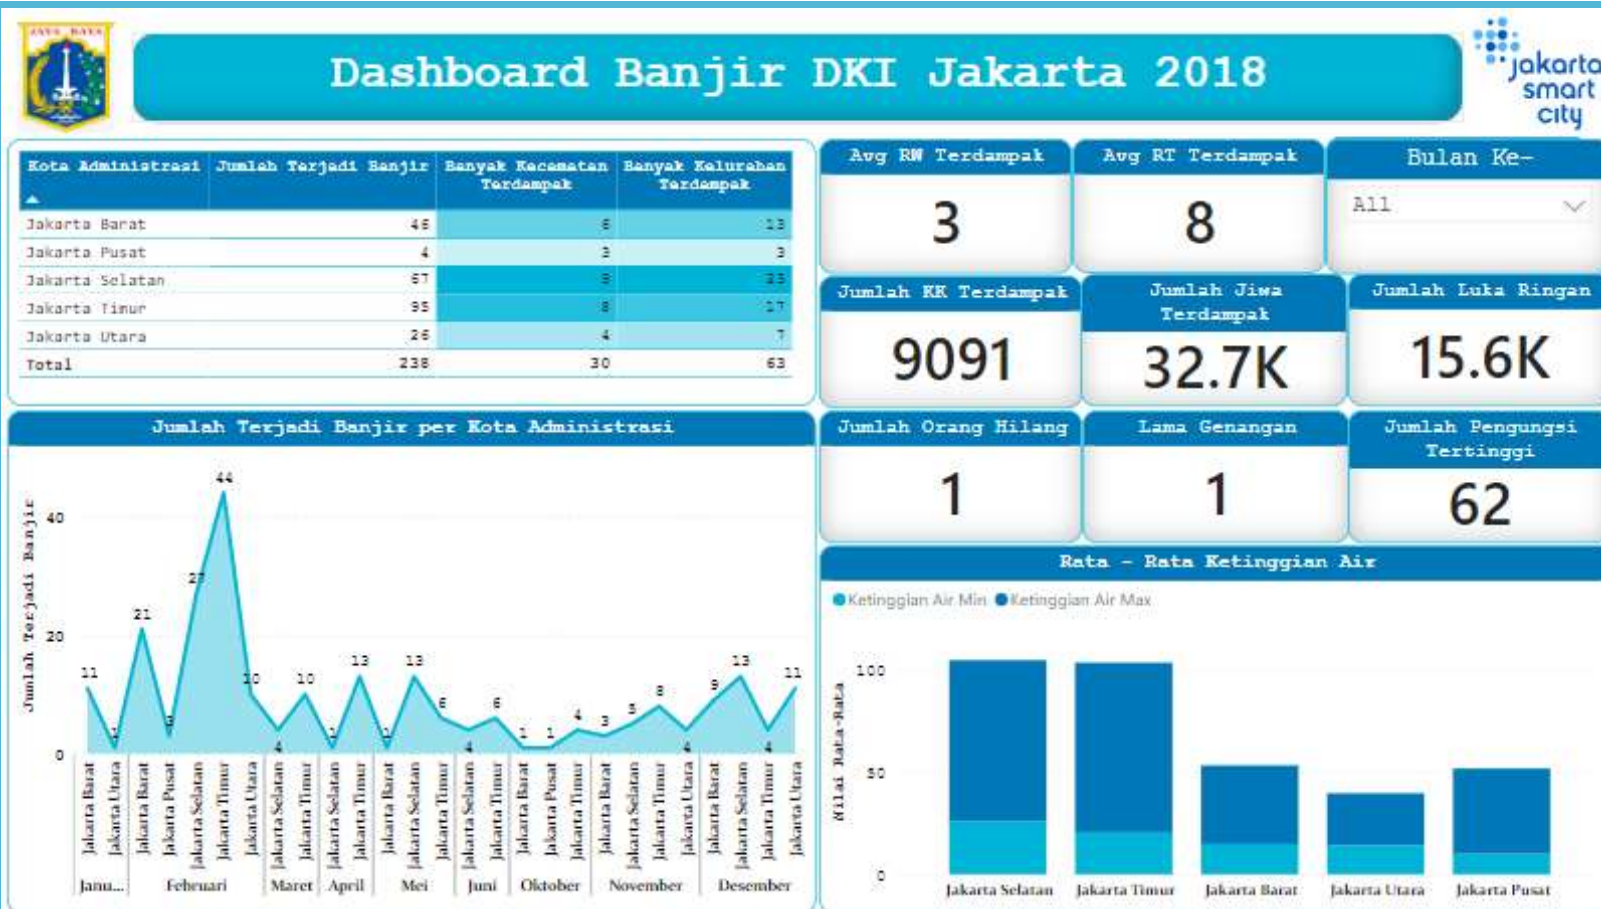 JAYA RAYA
Dashboard Banjir DKI Jakarta 2018
jakarta
smart
city
Kota Administrasi Jumlah Terjadi Banjir Banyak Kecamatan Terdampak Banyak Kelurahan Terdampak
Jakarta Barat 46 6 13
Jakarta Pusat 4 3 3
Jakarta Selatan 67
Jakarta Timur 95 8 17
Jakarta Utara 26 4 7
Total 238 30 63
Avg RW Terdampak
3
Avg RT Terdampak
8
Bulan Ke-
All
Jumlah KK Terdampak
9091
Jumlah Jiwa
Terdampak
32.7K
Jumlah Luka Ringan
15.6K
Jumlah Orang Hilang
1
Lama Genangan
1
Jumlah Pengungsi
Tertinggi
62
Jumlah Terjadi Banjir per Kota Administrasi
Jumlah Terjadi Banjir
40
20
0
11 1 21 3 27 44 10 4 10 1 13 1 13 6 4 6 1 1 4 3 5 8 4 9 13 4 11
Jakarta Barat
Jakarta Utara
Jakarta Barat
Jakarta Pusat
Jakarta Selatan
Jakarta Timur
Jakarta Utara
Jakarta Selatan
Jakarta Timur
Jakarta Selatan
Jakarta Timur
Jakarta Barat
Jakarta Selatan
Jakarta Timur
Jakarta Selatan
Jakarta Timur
Jakarta Barat
Jakarta Pusat
Jakarta Timur
Jakarta Barat
Jakarta Selatan
Jakarta Timur
Jakarta Utara
Jakarta Barat
Jakarta Selatan
Jakarta Timur
Jakarta Utara
Janu... Februari Maret April Mei Juni Oktober November Desember
Rata - Rata Ketinggian Air
Ketinggian Air Min Ketinggian Air Max
Nilai Rata-Rata
100
50
0
Jakarta Selatan Jakarta Timur Jakarta Barat Jakarta Utara Jakarta Pusat